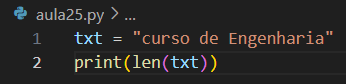 aula25.py > ...
1 txt = "curso de Engenharia"
2 print(len(txt))